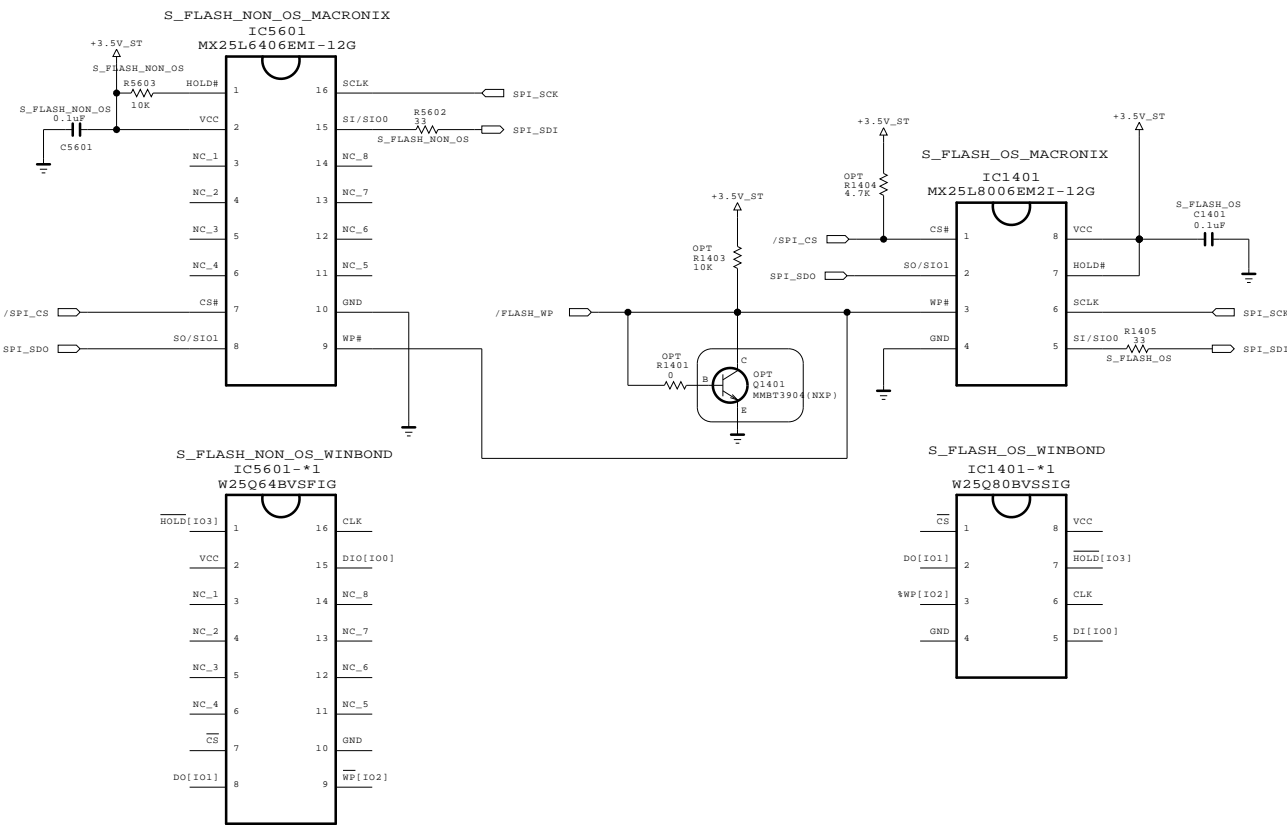 S_FLASH_NON_OS_MACRONIX
IC5601
MX25L6406EMI-12G
+3.5V_ST
S_FLASH_NON_OS
R5603
10K
S_FLASH_NON_OS
0.1uF
C5601
HOLD# 1 16 SCLK SPI_SCK
VCC 2 15 SI/SIO0 SPI_SDI
R5602
33
S_FLASH_NON_OS
NC_1 3 14 NC_8
NC_2 4 13 NC_7
NC_3 5 12 NC_6
NC_4 6 11 NC_5
/SPI_CS CS# 7 10 GND
SPI_SDO SO/SIO1 8 9 WP#
+3.5V_ST
OPT
R1403
10K
/FLASH_WP
OPT
R1401
0
B
C
E
OPT
Q1401
MMBT3904(NXP)
+3.5V_ST
OPT
R1404
4.7K
+3.5V_ST
S_FLASH_OS_MACRONIX
IC1401
MX25L8006EM2I-12G
S_FLASH_OS
C1401
0.1uF
/SPI_CS CS# 1 8 VCC
SPI_SDO SO/SIO1 2 7 HOLD#
WP# 3 6 SCLK SPI_SCK
GND 4 5 SI/SIO0 SPI_SDI
R1405
33
S_FLASH_OS
S_FLASH_NON_OS_WINBOND
IC5601-*1
W25Q64BVSFIG
HOLD[IO3] 1 16 CLK
VCC 2 15 DIO[IO0]
NC_1 3 14 NC_8
NC_2 4 13 NC_7
NC_3 5 12 NC_6
NC_4 6 11 NC_5
CS 7 10 GND
DO[IO1] 8 9 WP[IO2]
S_FLASH_OS_WINBOND
IC1401-*1
W25Q80BVSSIG
CS 1 8 VCC
DO[IO1] 2 7 HOLD[IO3]
%WP[IO2] 3 6 CLK
GND 4 5 DI[IO0]